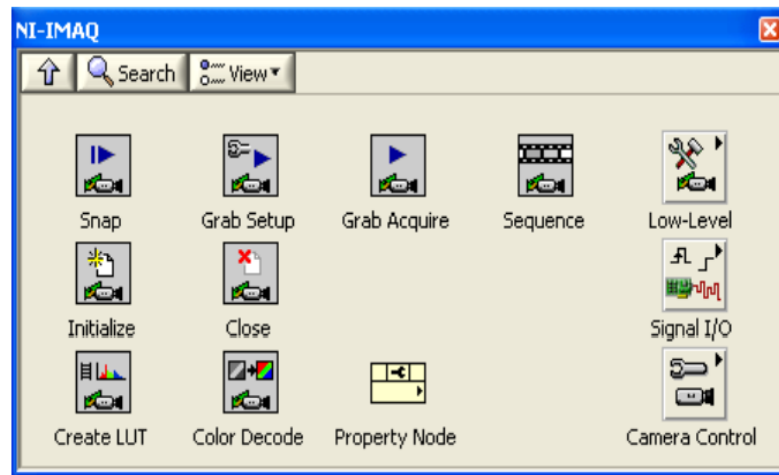 NI-IMAQ
Search View
Snap Grab Setup Grab Acquire Sequence Low-Level
Initialize Close Signal I/O
Create LUT Color Decode Property Node Camera Control